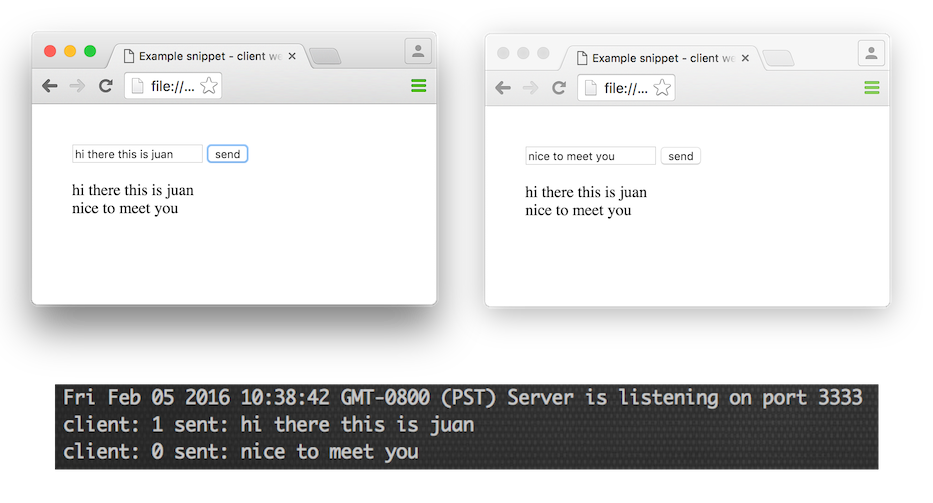 Example snippet - client we
file://...
hi there this is juan
send
hi there this is juan
nice to meet you
Example snippet - client we
file://...
nice to meet you
send
hi there this is juan
nice to meet you
Fri Feb 05 2016 10:38:42 GMT-0800 (PST) Server is listening on port 3333
client: 1 sent: hi there this is juan
client: 0 sent: nice to meet you